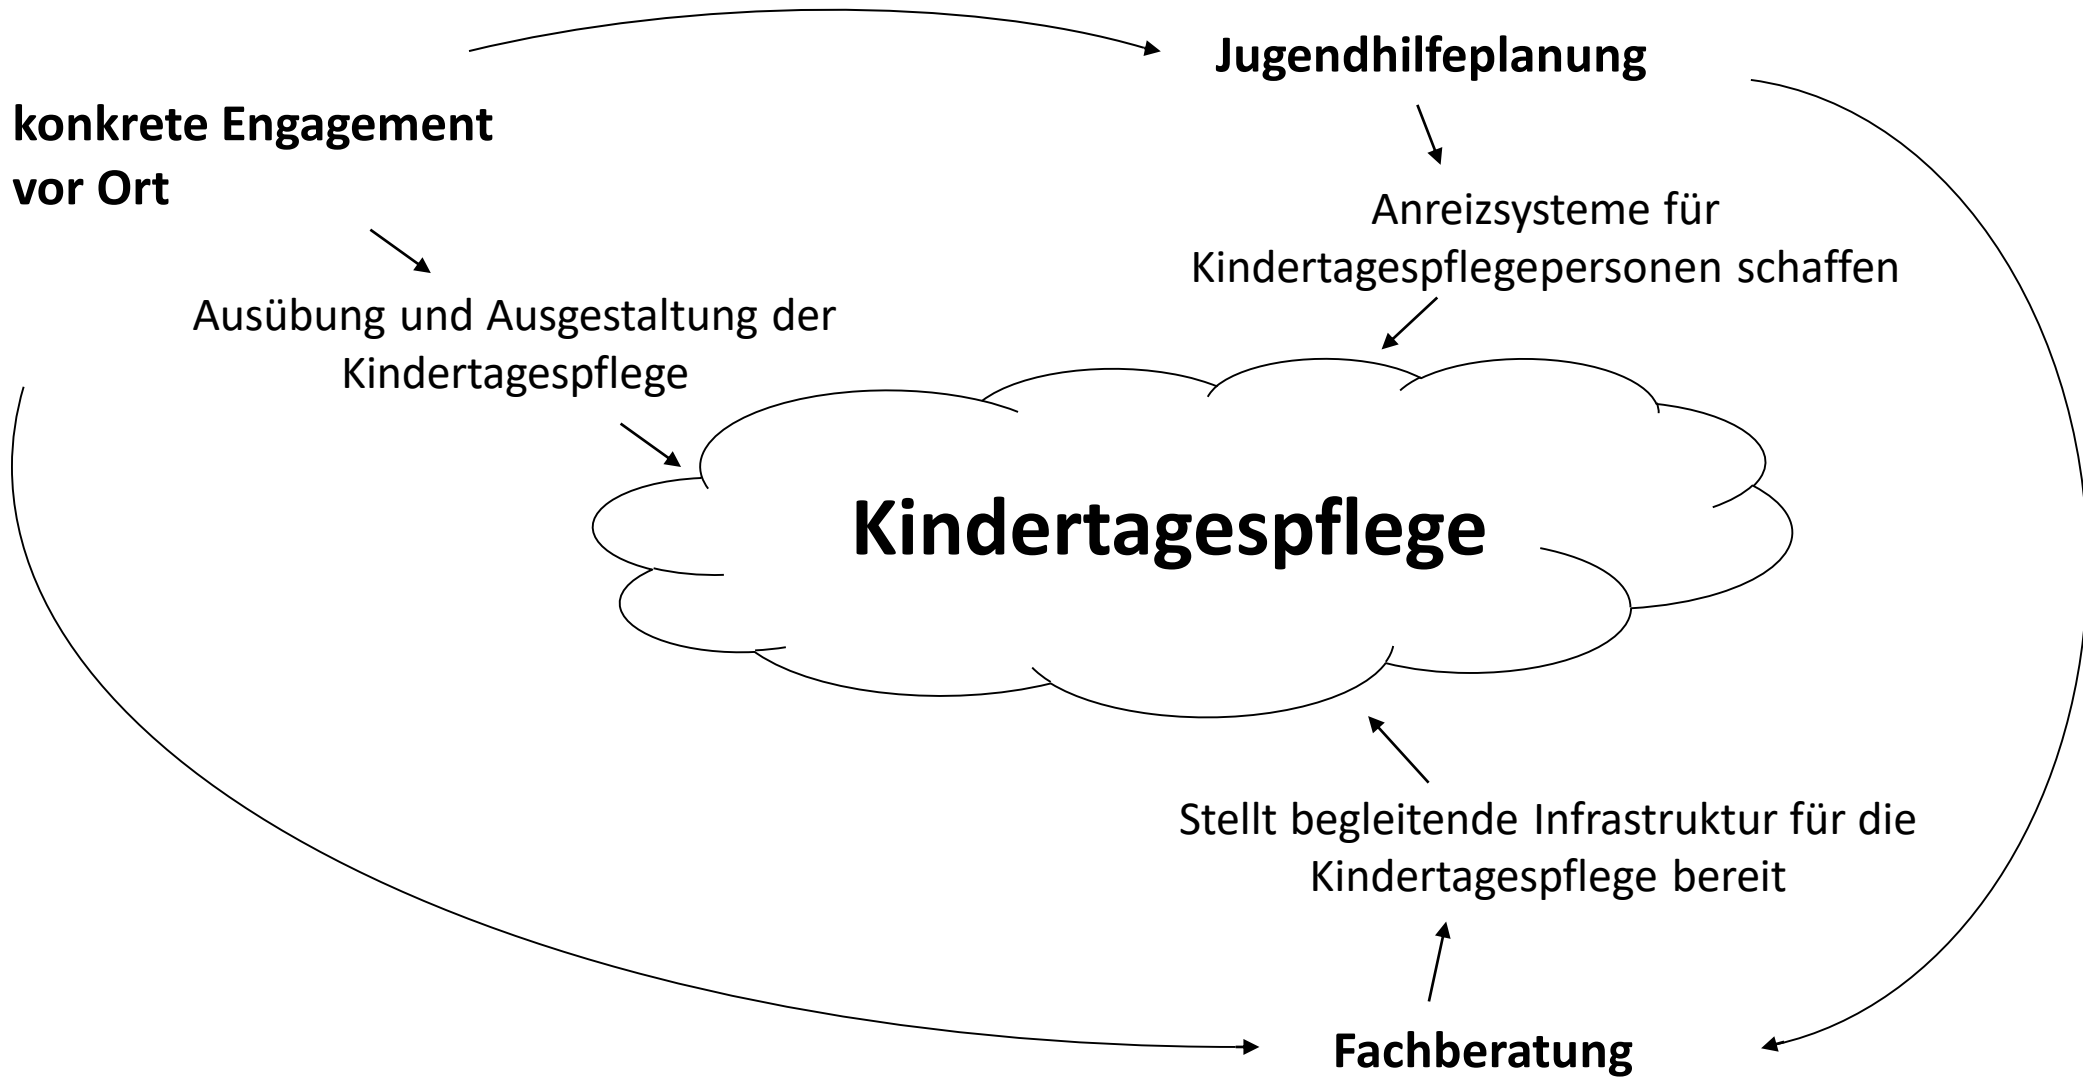 konkrete Engagement
vor Ort
Ausübung und Ausgestaltung der
Kindertagespflege
Jugendhilfeplanung
Anreizsysteme für
Kindertagespflegepersonen schaffen
Kindertagespflege
Stellt begleitende Infrastruktur für die
Kindertagespflege bereit
Fachberatung